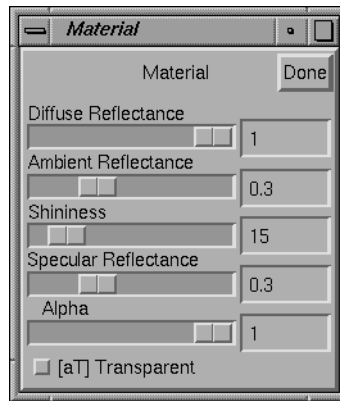 Material
Material Done
Diffuse Reflectance
1
Ambient Reflectance
0.3
Shininess
15
Specular Reflectance
0.3
Alpha
1
[aT] Transparent